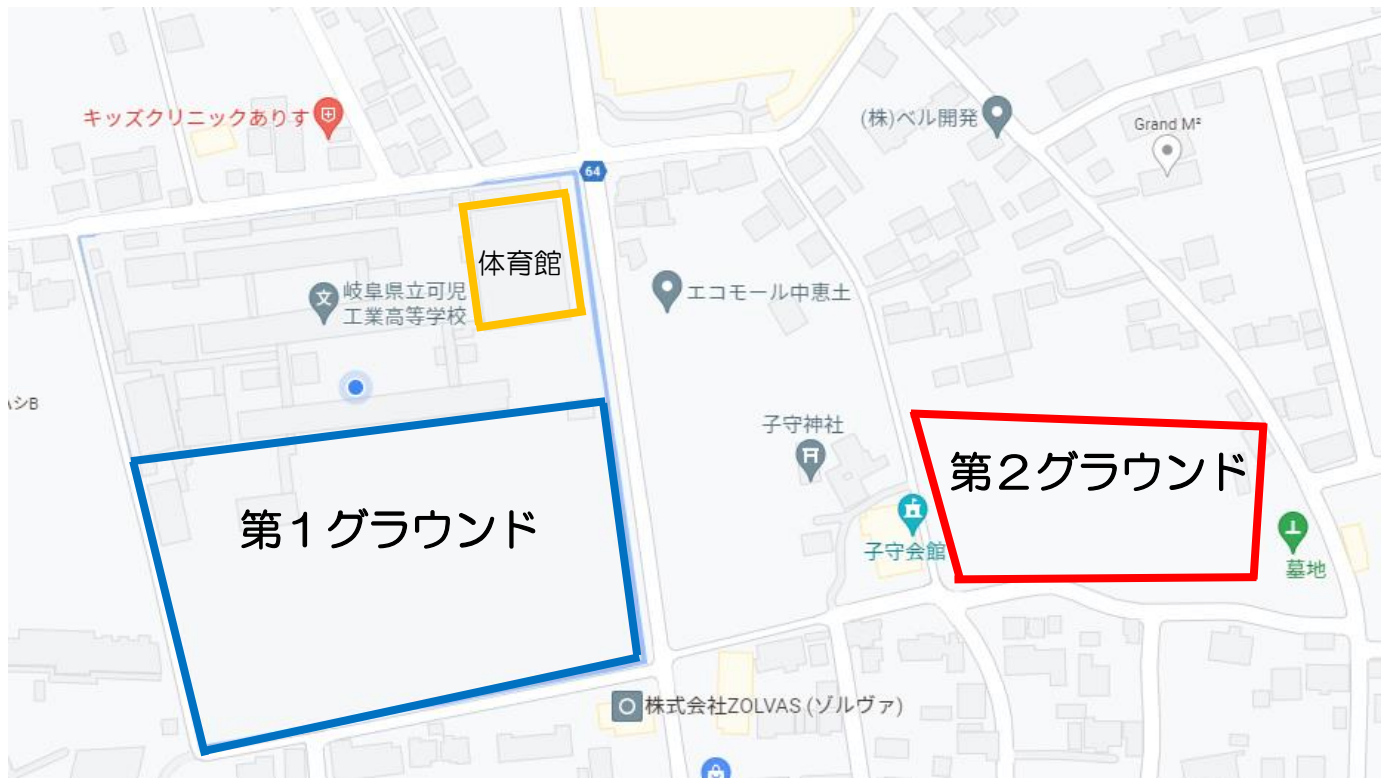 キッズクリニックありす
(株)ベル開発
Grand M²
64
体育館
岐阜県立可児
工業高等学校
エコモール中恵土
シB
子守神社
第2グラウンド
第1グラウンド
子守会館
墓地
株式会社ZOLVAS (ゾルヴァ)